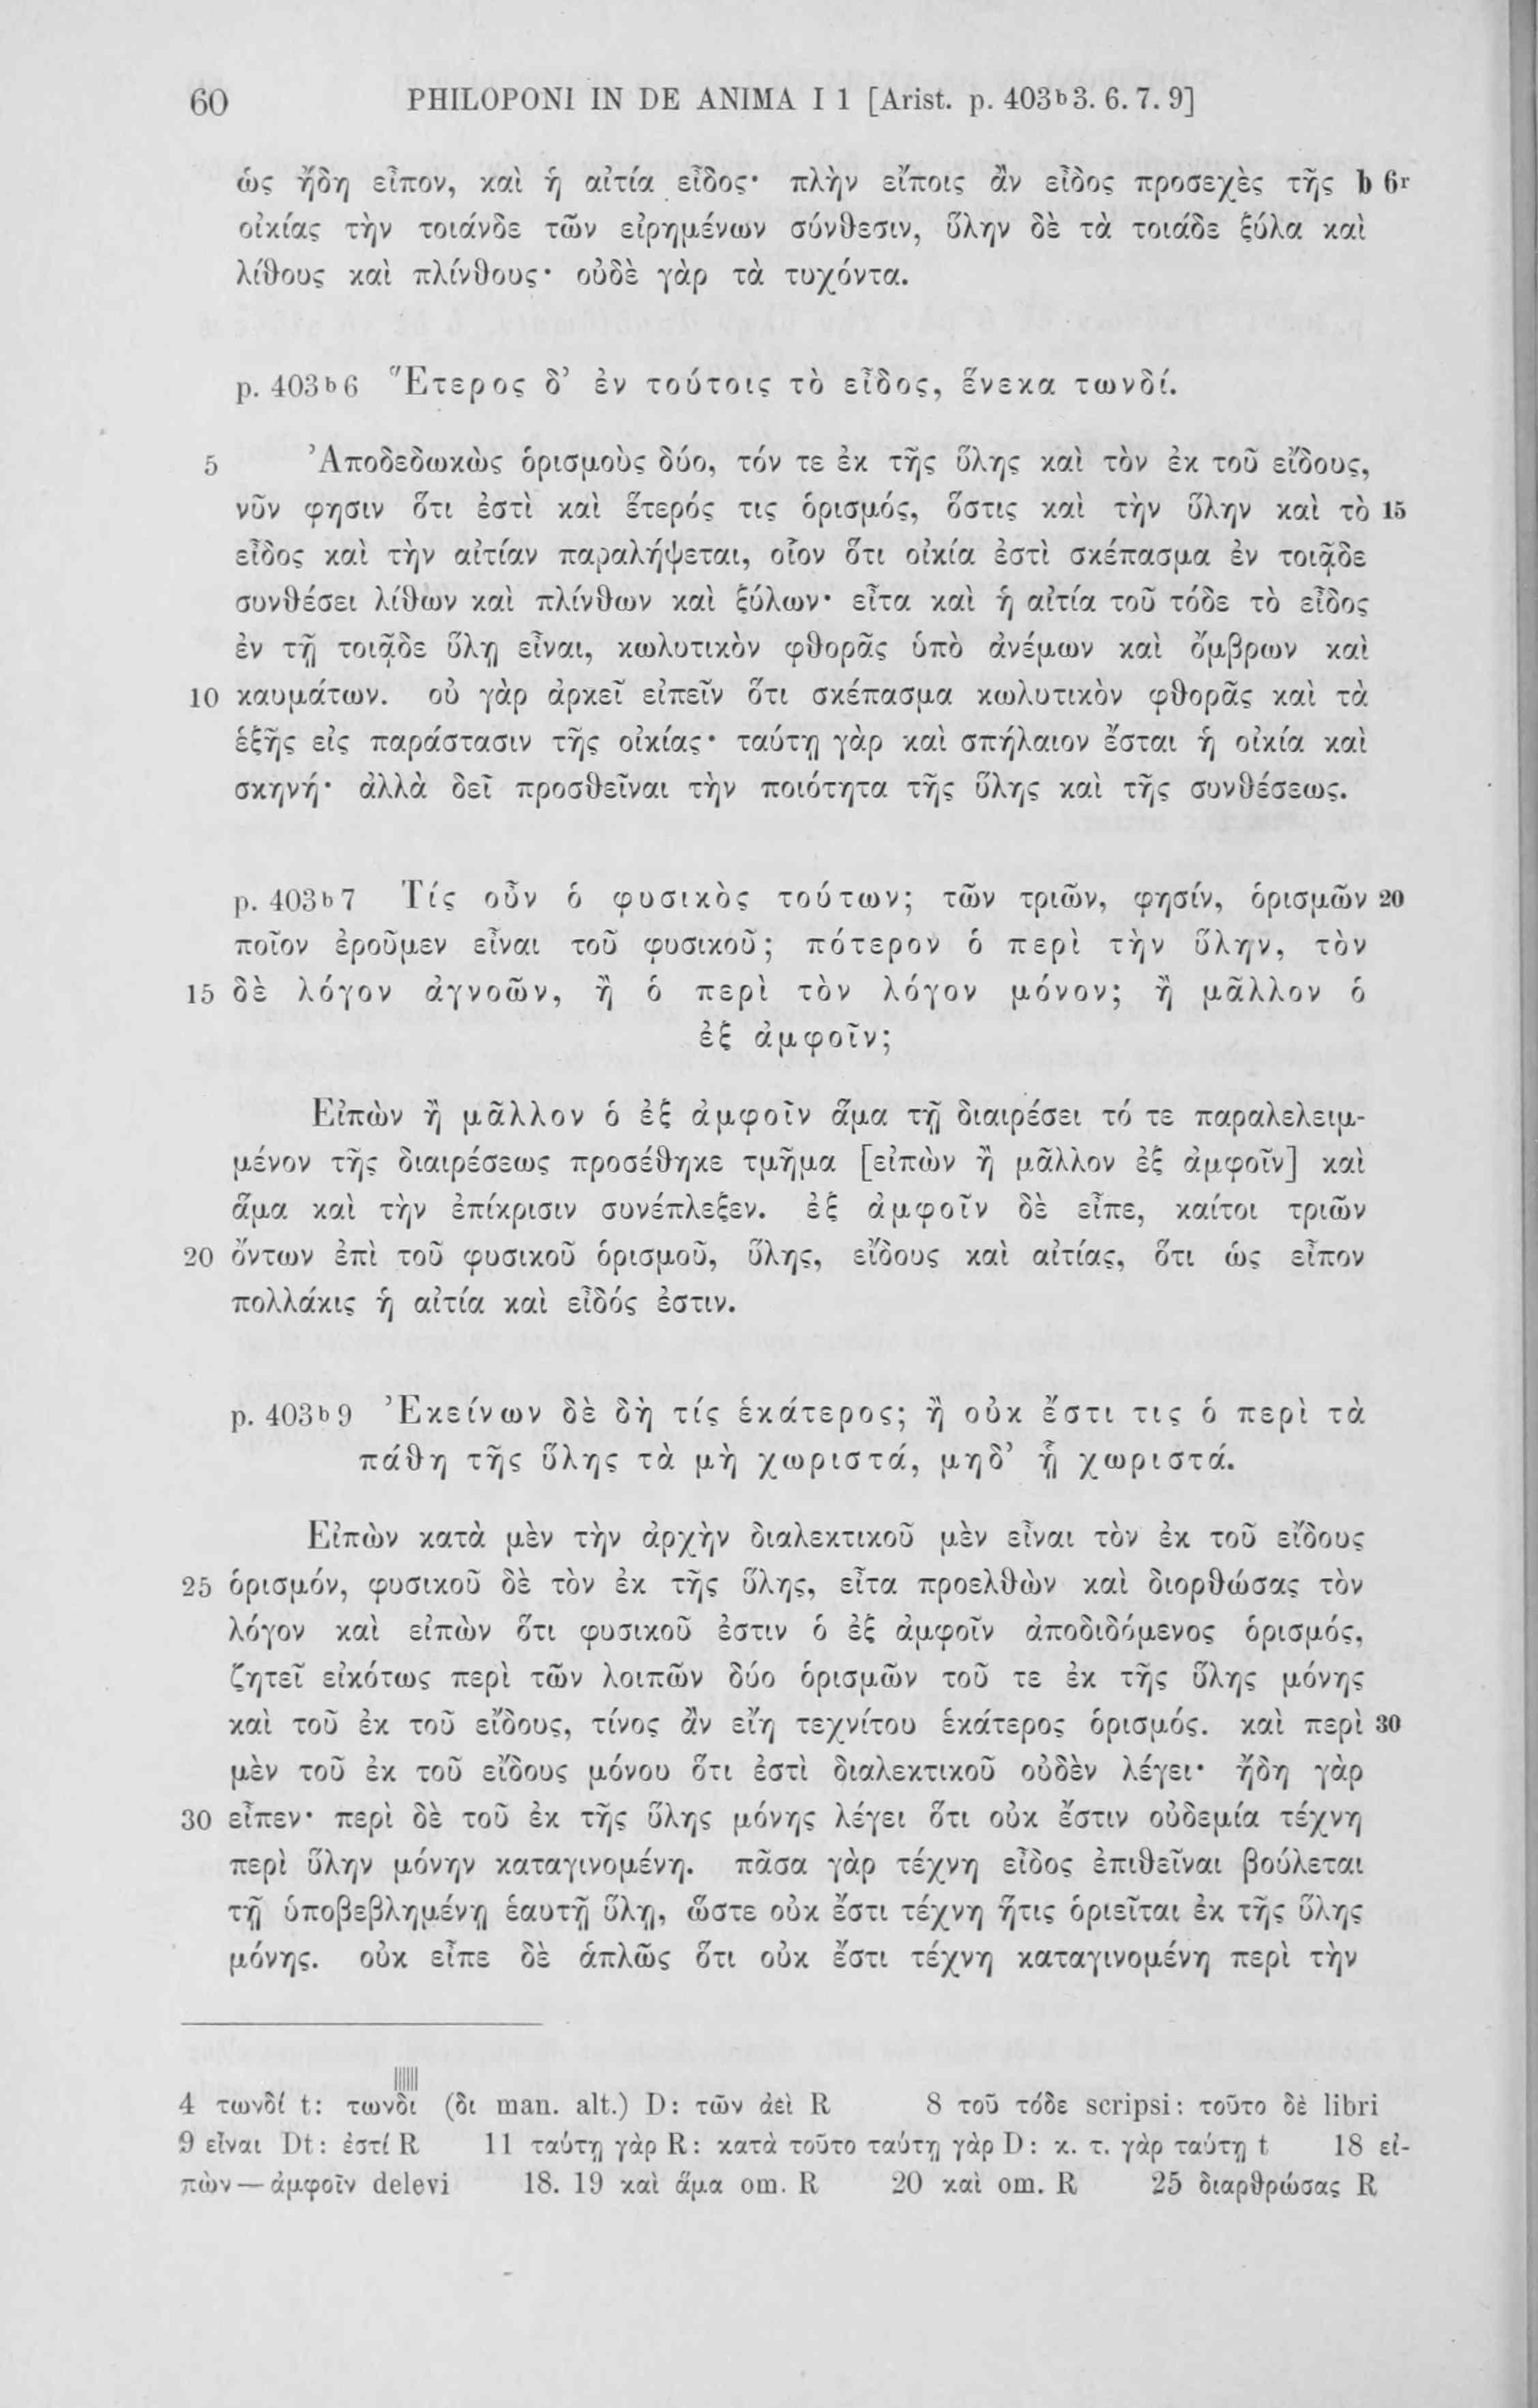 60 PHILOPONI IN DE ANIMA I 1 [Arist. p. 403ᵇ3. 6. 7. 9]
ὡς ἤδη εἶπον, καὶ ἡ αἰτία εἶδος· πλὴν εἴποις ἂν εἶδος προσεχὲς τῆς b 6ʳ
οἰκίας τὴν τοιάνδε τῶν εἰρημένων σύνθεσιν, ὕλην δὲ τὰ τοιάδε ξύλα καὶ
λίθους καὶ πλίνθους· οὐδὲ γὰρ τὰ τυχόντα.
p. 403ᵇ6 Ἕτερος δ’ ἐν τούτοις τὸ εἶδος, ἕνεκα τωνδί.
5 Ἀποδεδωκὼς ὁρισμοὺς δύο, τόν τε ἐκ τῆς ὕλης καὶ τὸν ἐκ τοῦ εἴδους,
νῦν φησιν ὅτι ἐστὶ καὶ ἕτερός τις ὁρισμός, ὅστις καὶ τὴν ὕλην καὶ τὸ 15
εἶδος καὶ τὴν αἰτίαν παραλήψεται, οἷον ὅτι οἰκία ἐστὶ σκέπασμα ἐν τοιᾷδε
συνθέσει λίθων καὶ πλίνθων καὶ ξύλων· εἶτα καὶ ἡ αἰτία τοῦ τόδε τὸ εἶδος
ἐν τῇ τοιᾷδε ὕλῃ εἶναι, κωλυτικὸν φθορᾶς ὑπὸ ἀνέμων καὶ ὄμβρων καὶ
10 καυμάτων. οὐ γὰρ ἀρκεῖ εἰπεῖν ὅτι σκέπασμα κωλυτικὸν φθορᾶς καὶ τὰ
ἑξῆς εἰς παράστασιν τῆς οἰκίας· ταύτῃ γὰρ καὶ σπήλαιον ἔσται ἡ οἰκία καὶ
σκηνή· ἀλλὰ δεῖ προσθεῖναι τὴν ποιότητα τῆς ὕλης καὶ τῆς συνθέσεως.
p. 403ᵇ7 Τίς οὖν ὁ φυσικὸς τούτων; τῶν τριῶν, φησίν, ὁρισμῶν 20
ποῖον ἐροῦμεν εἶναι τοῦ φυσικοῦ; πότερον ὁ περὶ τὴν ὕλην, τὸν
15 δὲ λόγον ἀγνοῶν, ἢ ὁ περὶ τὸν λόγον μόνον; ἢ μᾶλλον ὁ
ἐξ ἀμφοῖν;
Εἰπὼν ἢ μᾶλλον ὁ ἐξ ἀμφοῖν ἅμα τῇ διαιρέσει τό τε παραλελειμ-
μένον τῆς διαιρέσεως προσέθηκε τμῆμα [εἰπὼν ἢ μᾶλλον ἐξ ἀμφοῖν] καὶ
ἅμα καὶ τὴν ἐπίκρισιν συνέπλεξεν. ἐξ ἀμφοῖν δὲ εἶπε, καίτοι τριῶν
20 ὄντων ἐπὶ τοῦ φυσικοῦ ὁρισμοῦ, ὕλης, εἴδους καὶ αἰτίας, ὅτι ὡς εἶπον
πολλάκις ἡ αἰτία καὶ εἶδός ἐστιν.
p. 403ᵇ9 Ἐκείνων δὲ δὴ τίς ἑκάτερος; ἢ οὐκ ἔστι τις ὁ περὶ τὰ
πάθη τῆς ὕλης τὰ μὴ χωριστά, μηδ’ ᾗ χωριστά.
Εἰπὼν κατὰ μὲν τὴν ἀρχὴν διαλεκτικοῦ μὲν εἶναι τὸν ἐκ τοῦ εἴδους
25 ὁρισμόν, φυσικοῦ δὲ τὸν ἐκ τῆς ὕλης, εἶτα προελθὼν καὶ διορθώσας τὸν
λόγον καὶ εἰπὼν ὅτι φυσικοῦ ἐστιν ὁ ἐξ ἀμφοῖν ἀποδιδόμενος ὁρισμός,
ζητεῖ εἰκότως περὶ τῶν λοιπῶν δύο ὁρισμῶν τοῦ τε ἐκ τῆς ὕλης μόνης
καὶ τοῦ ἐκ τοῦ εἴδους, τίνος ἂν εἴη τεχνίτου ἑκάτερος ὁρισμός. καὶ περὶ 30
μὲν τοῦ ἐκ τοῦ εἴδους μόνου ὅτι ἐστὶ διαλεκτικοῦ οὐδὲν λέγει· ἤδη γὰρ
30 εἶπεν· περὶ δὲ τοῦ ἐκ τῆς ὕλης μόνης λέγει ὅτι οὐκ ἔστιν οὐδεμία τέχνη
περὶ ὕλην μόνην καταγινομένη. πᾶσα γὰρ τέχνη εἶδος ἐπιθεῖναι βούλεται
τῇ ὑποβεβλημένῃ ἑαυτῇ ὕλῃ, ὥστε οὐκ ἔστι τέχνη ἥτις ὁριεῖται ἐκ τῆς ὕλης
μόνης. οὐκ εἶπε δὲ ἁπλῶς ὅτι οὐκ ἔστι τέχνη καταγινομένη περὶ τὴν
4 τωνδί t: τωνδι (δι man. alt.) D: τῶν ἀεὶ R 8 τοῦ τόδε scripsi: τοῦτο δὲ libri
9 εἶναι Dt: ἐστί R 11 ταύτῃ γὰρ R: κατὰ τοῦτο ταύτῃ γὰρ D: κ. τ. γὰρ ταύτῃ t 18 εἰ-
πὼν — ἀμφοῖν delevi 18. 19 καὶ ἅμα om. R 20 καὶ om. R 25 διαρθρώσας R